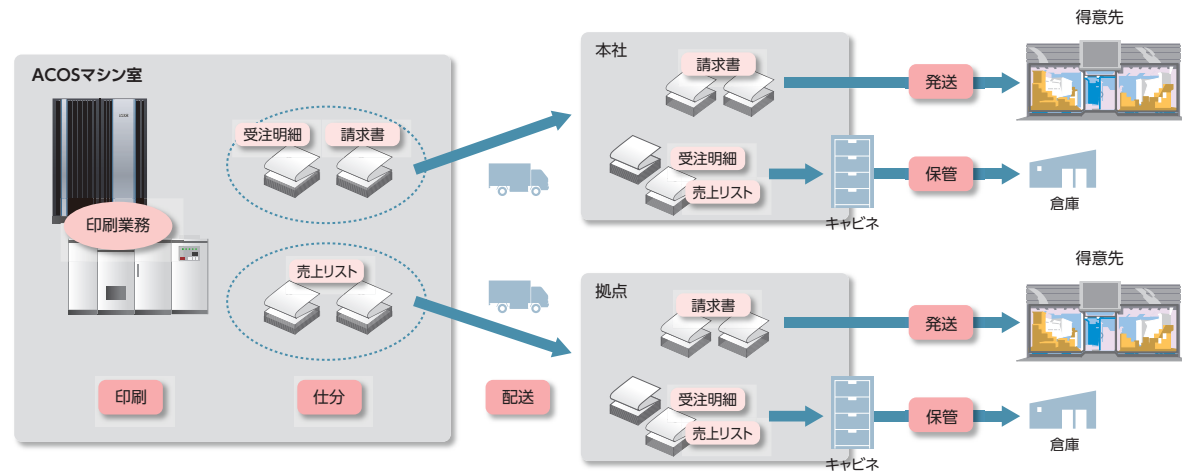 ACOSマシン室
印刷業務
受注明細
請求書
売上リスト
印刷
仕分
配送
本社
請求書
受注明細
売上リスト
キャビネ
発送
得意先
保管
倉庫
拠点
請求書
受注明細
売上リスト
キャビネ
発送
得意先
保管
倉庫